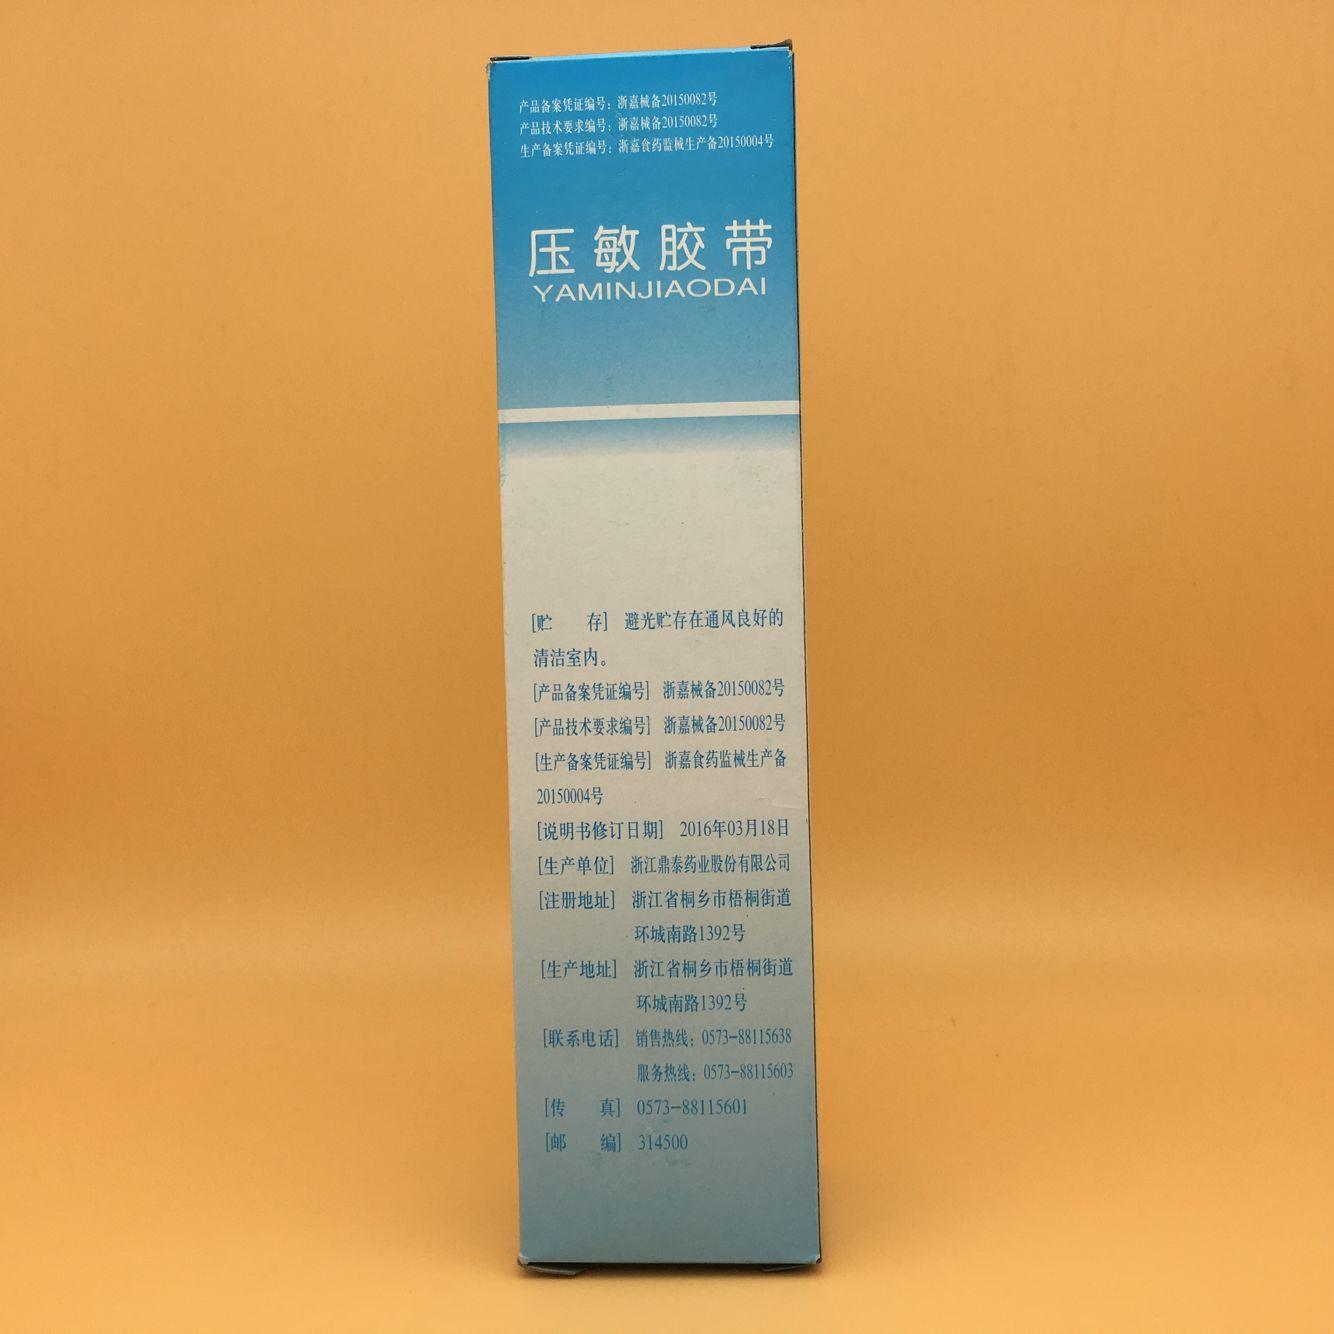 产品备案凭证编号：浙嘉械备20150082号
产品技术要求编号：浙嘉械备20150082号
生产备案凭证编号：浙嘉食药监械生产备20150004号
压敏胶带
YAMINJIAODAI
[贮　存] 避光贮存在通风良好的
清洁室内。
[产品备案凭证编号] 浙嘉械备20150082号
[产品技术要求编号] 浙嘉械备20150082号
[生产备案凭证编号] 浙嘉食药监械生产备
20150004号
[说明书修订日期] 2016年03月18日
[生产单位] 浙江鼎泰药业股份有限公司
[注册地址] 浙江省桐乡市梧桐街道
环城南路1392号
[生产地址] 浙江省桐乡市梧桐街道
环城南路1392号
[联系电话] 销售热线：0573-88115638
服务热线：0573-88115603
[传　真] 0573-88115601
[邮　编] 314500